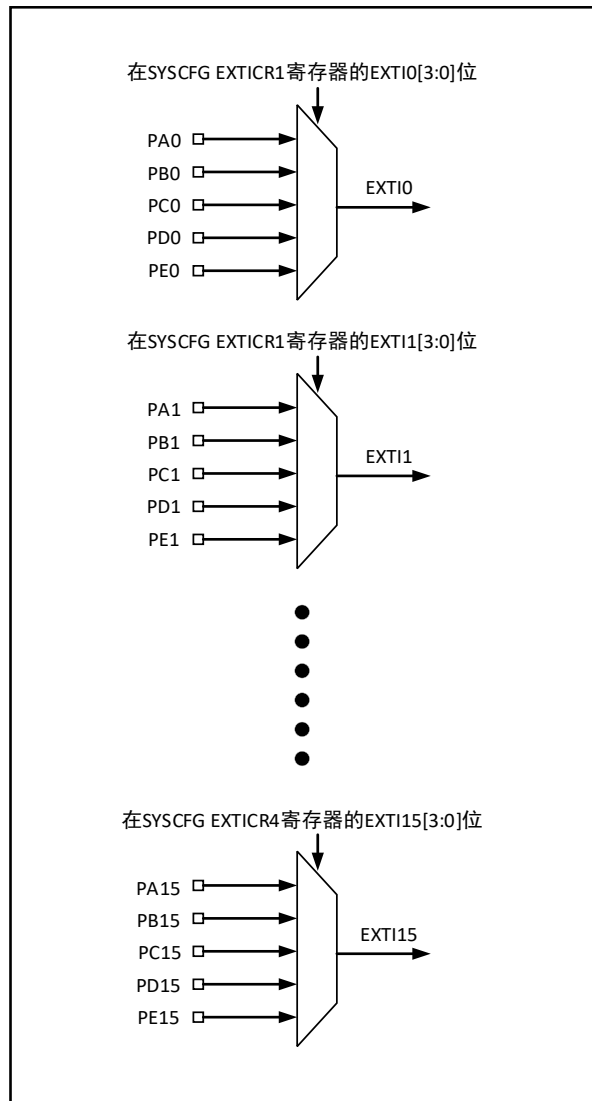 在SYSCFG EXTICR1寄存器的EXTI0[3:0]位
PA0
PB0
EXTI0
PC0
PD0
PE0
在SYSCFG EXTICR1寄存器的EXTI1[3:0]位
PA1
PB1
EXTI1
PC1
PD1
PE1
在SYSCFG EXTICR4寄存器的EXTI15[3:0]位
PA15
PB15
EXTI15
PC15
PD15
PE15